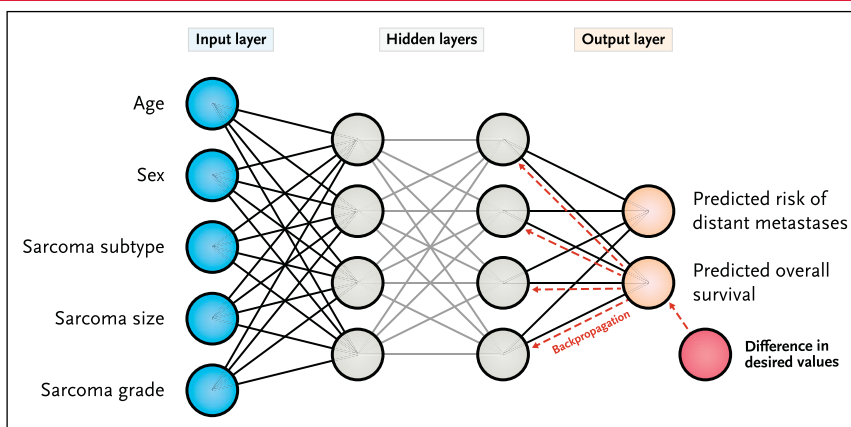 Input layer
Hidden layers
Output layer
Age
Sex
Sarcoma subtype
Sarcoma size
Sarcoma grade
Predicted risk of
distant metastases
Predicted overall
survival
Backpropagation
Difference in
desired values